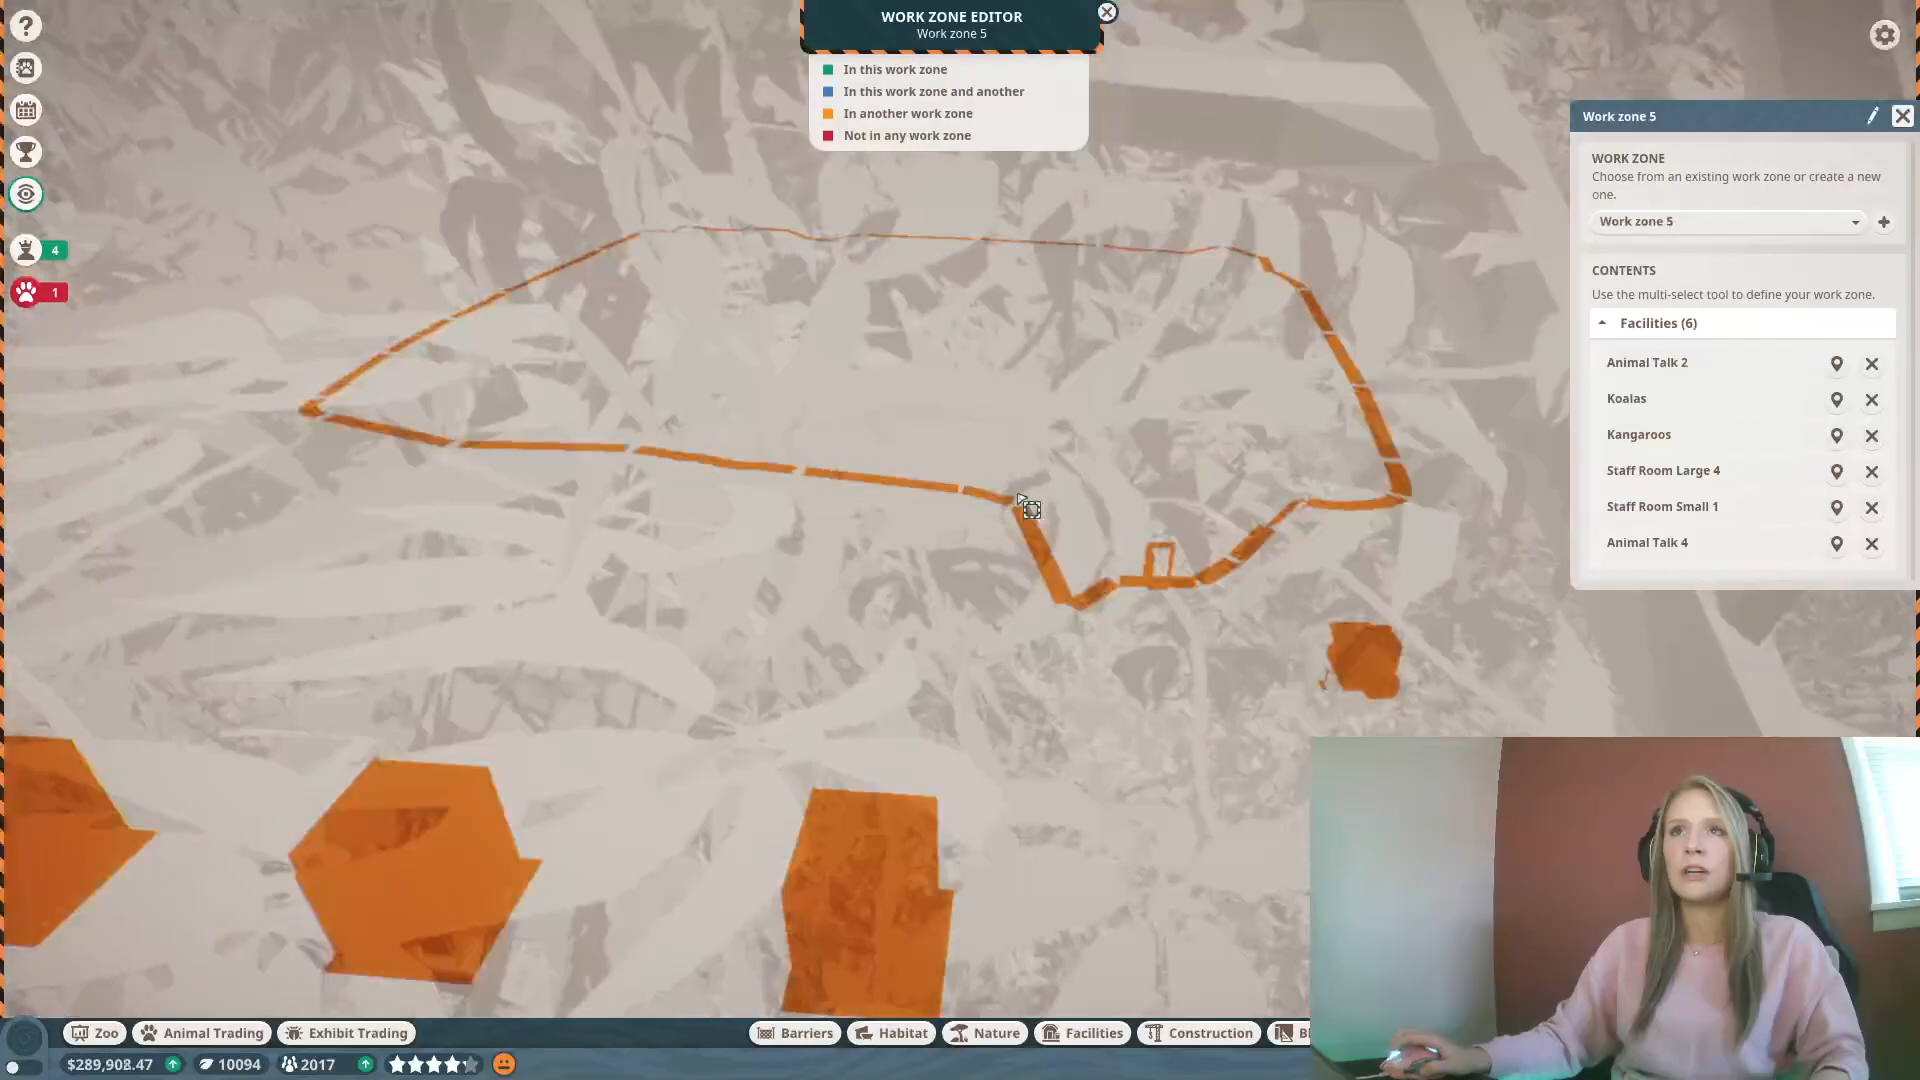 WORK ZONE EDITOR
Work zone 5
In this work zone
In this work zone and another
In another work zone
Not in any work zone
?
4
1
Work zone 5
WORK ZONE
Choose from an existing work zone or create a new
one.
Work zone 5
CONTENTS
Use the multi-select tool to define your work zone.
Facilities (6)
Animal Talk 2
Koalas
Kangaroos
Staff Room Large 4
Staff Room Small 1
Animal Talk 4
Zoo Animal Trading Exhibit Trading Barriers Habitat Nature Facilities Construction
$289,908.47 10094 2017